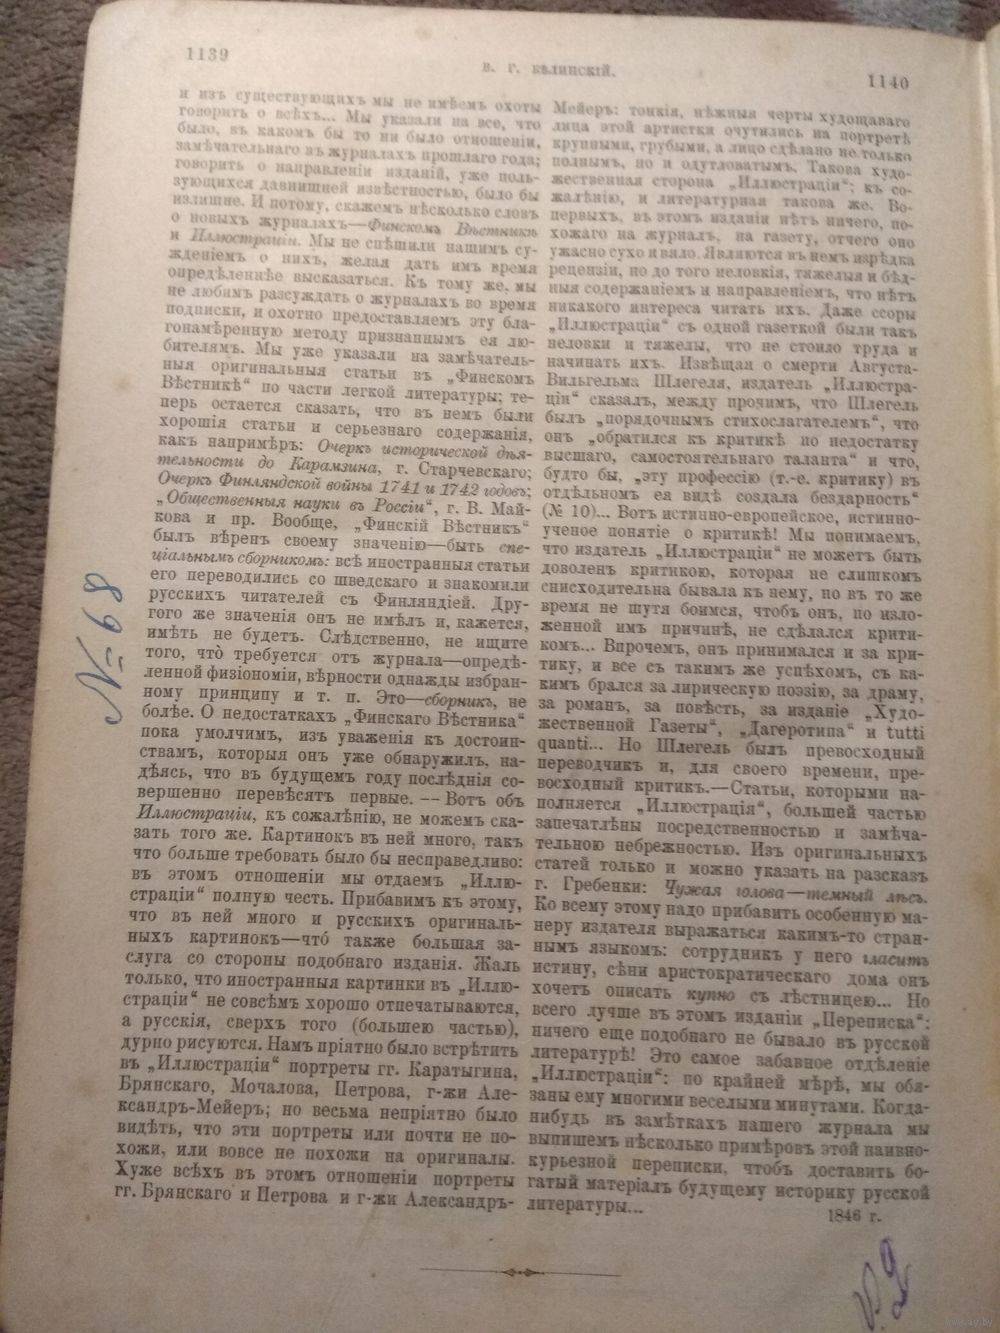 1139
В. Г. БѢЛИНСКІЙ.
1140
и изъ существующихъ мы не имѣемъ охоты
говорить о всѣхъ... Мы указали на все, что
было, въ какомъ бы то ни было отношеніи,
замѣчательнаго въ журналахъ прошлаго года;
говорить о направленіи изданій, уже поль-
зующихся давнишней извѣстностью, было бы
излишне. И потому, скажемъ нѣсколько словъ
о новыхъ журналахъ—Финскомъ Вѣстникѣ
и Иллюстраціи. Мы не спѣшили нашимъ су-
жденіемъ о нихъ, желая дать имъ время
опредѣленнѣе высказаться. Къ тому же, мы
не любимъ разсуждать о журналахъ во время
подписки, и охотно предоставляемъ эту бла-
гонамѣренную методу признаннымъ ея лю-
бителямъ. Мы уже указали на замѣчатель-
ныя оригинальныя статьи въ „Финскомъ
Вѣстникѣ“ по части легкой литературы; те-
перь остается сказать, что въ немъ были
хорошія статьи и серьезнаго содержанія,
какъ напримѣръ: Очеркъ исторической дѣя-
тельности до Карамзина, г. Старчевскаго;
Очеркъ Финляндской войны 1741 и 1742 годовъ;
„Общественныя науки въ Россіи“, г. В. Май-
кова и пр. Вообще, „Финскій Вѣстникъ“
былъ вѣренъ своему значенію—быть спе-
ціальнымъ сборникомъ: всѣ иностранныя статьи
его переводились со шведскаго и знакомили
русскихъ читателей съ Финляндіей. Дру-
гого же значенія онъ не имѣлъ и, кажется,
имѣть не будетъ. Слѣдственно, не ищите
того, что̀ требуется отъ журнала—опредѣ-
ленной физіономіи, вѣрности однажды избран-
ному принципу и т. п. Это—сборникъ, не
болѣе. О недостаткахъ „Финскаго Вѣстника“
пока умолчимъ, изъ уваженія къ достоин-
ствамъ, которыя онъ уже обнаружилъ, на-
дѣясь, что въ будущемъ году послѣднія со-
вершенно перевѣсятъ первые. — Вотъ объ
Иллюстраціи, къ сожалѣнію, не можемъ ска-
зать того же. Картинокъ въ ней много, такъ
что больше требовать было бы несправедливо:
въ этомъ отношеніи мы отдаемъ „Иллю-
страціи“ полную честь. Прибавимъ къ этому,
что въ ней много и русскихъ оригиналь-
ныхъ картинокъ—что́ также большая за-
слуга со стороны подобнаго изданія. Жаль
только, что иностранныя картинки въ „Иллю-
страціи“ не совсѣмъ хорошо отпечатываются,
а русскія, сверхъ того (большею частью),
дурно рисуются. Намъ пріятно было встрѣтить
въ „Иллюстраціи“ портреты гг. Каратыгина,
Брянскаго, Мочалова, Петрова, г-жи Але-
ксандръ-Мейеръ; но весьма непріятно было
видѣть, что эти портреты или почти не по-
хожи, или вовсе не похожи на оригиналы.
Хуже всѣхъ въ этомъ отношеніи портреты
гг. Брянскаго и Петрова и г-жи Александръ-
Мейеръ: тонкія, нѣжныя черты худощаваго
лица этой артистки очутились на портретѣ
крупными, грубыми, а лицо сдѣлано не только
полнымъ, но и одутловатымъ. Такова худо-
жественная сторона „Иллюстраціи“; къ со-
жалѣнію, и литературная такова же. Во-
первыхъ, въ этомъ изданіи нѣтъ ничего, по-
хожаго на журналъ, на газету, отчего оно
ужасно сухо и вяло. Являются въ немъ изрѣдка
рецензіи, но до того неловкія, тяжелыя и бѣд-
ныя содержаніемъ и направленіемъ, что нѣтъ
никакого интереса читать ихъ. Даже ссоры
„Иллюстраціи“ съ одной газеткой были такъ
неловки и тяжелы, что не стоило труда и
начинать ихъ. Извѣщая о смерти Августа-
Вильгельма Шлегеля, издатель „Иллюстра-
ціи“ сказалъ, между прочимъ, что Шлегель
былъ „порядочнымъ стихослагателемъ“, что
онъ „обратился къ критикѣ по недостатку
высшаго, самостоятельнаго таланта“ и что,
будто бы, „эту профессію (т.-е. критику) въ
отдѣльномъ ея видѣ создала бездарность“
(№ 10)... Вотъ истинно-европейское, истинно-
ученое понятіе о критикѣ! Мы понимаемъ,
что издатель „Иллюстраціи“ не можетъ быть
доволенъ критикою, которая не слишкомъ
снисходительна бывала къ нему, но въ то же
время не шутя боимся, чтобъ онъ, по изло-
женной имъ причинѣ, не сдѣлался крити-
комъ... Впрочемъ, онъ принимался и за кри-
тику, и все съ такимъ же успѣхомъ, съ ка-
кимъ брался за лирическую поэзію, за драму,
за романъ, за повѣсть, за изданіе „Худо-
жественной Газеты“, „Дагеротипа“ и tutti
quanti... Но Шлегель былъ превосходный
переводчикъ и, для своего времени, пре-
восходный критикъ.—Статьи, которыми на-
полняется „Иллюстрація“, большей частью
запечатлѣны посредственностью и замѣча-
тельною небрежностью. Изъ оригинальныхъ
статей только и можно указать на разсказъ
г. Гребенки: Чужая голова—темный лѣсъ.
Ко всему этому надо прибавить особенную ма-
неру издателя выражаться какимъ-то стран-
нымъ языкомъ: сотрудникъ у него гласитъ
истину, сѣни аристократическаго дома онъ
хочетъ описать купно съ лѣстницею... Но
всего лучше въ этомъ изданіи „Переписка“:
ничего еще подобнаго не бывало въ русской
литературѣ! Это самое забавное отдѣленіе
„Иллюстраціи“: по крайней мѣрѣ, мы обя-
заны ему многими веселыми минутами. Когда-
нибудь въ замѣткахъ нашего журнала мы
выпишемъ нѣсколько примѣровъ этой наивно-
курьезной переписки, чтобъ доставить бо-
гатый матеріалъ будущему историку русской
литературы...
1846 г.
№ 68